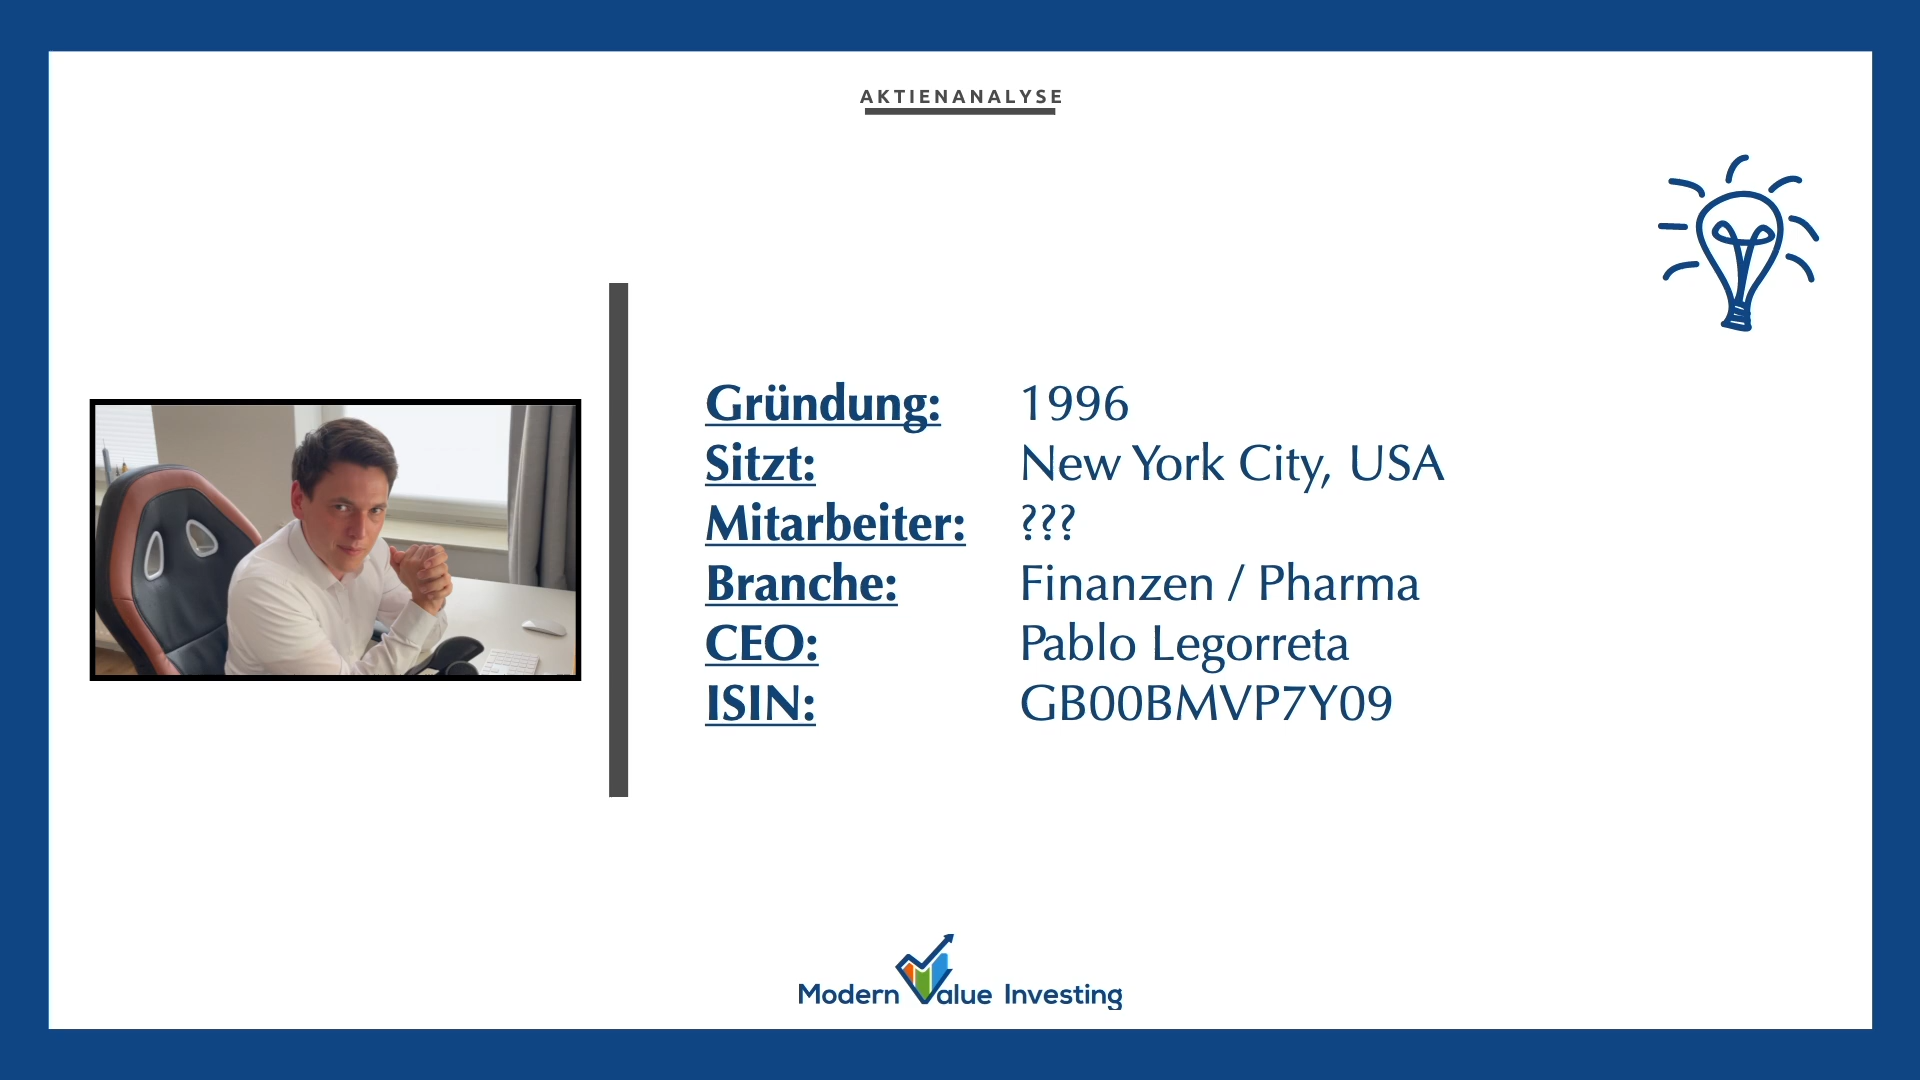 AKTIENANALYSE
Gründung: 1996
Sitzt: New York City, USA
Mitarbeiter: ???
Branche: Finanzen / Pharma
CEO: Pablo Legorreta
ISIN: GB00BMVP7Y09
Modern Value Investing